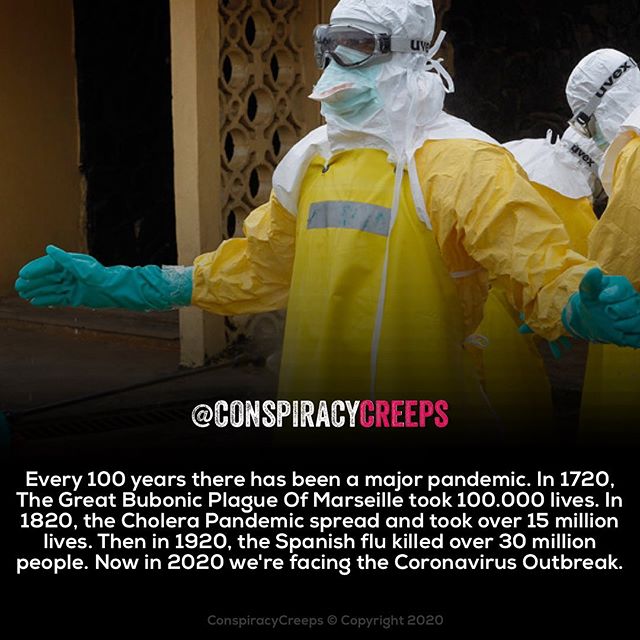 uvex
uvex
uvex
@CONSPIRACYCREEPS
Every 100 years there has been a major pandemic. In 1720,
The Great Bubonic Plague Of Marseille took 100.000 lives. In
1820, the Cholera Pandemic spread and took over 15 million
lives. Then in 1920, the Spanish flu killed over 30 million
people. Now in 2020 we're facing the Coronavirus Outbreak.
ConspiracyCreeps © Copyright 2020